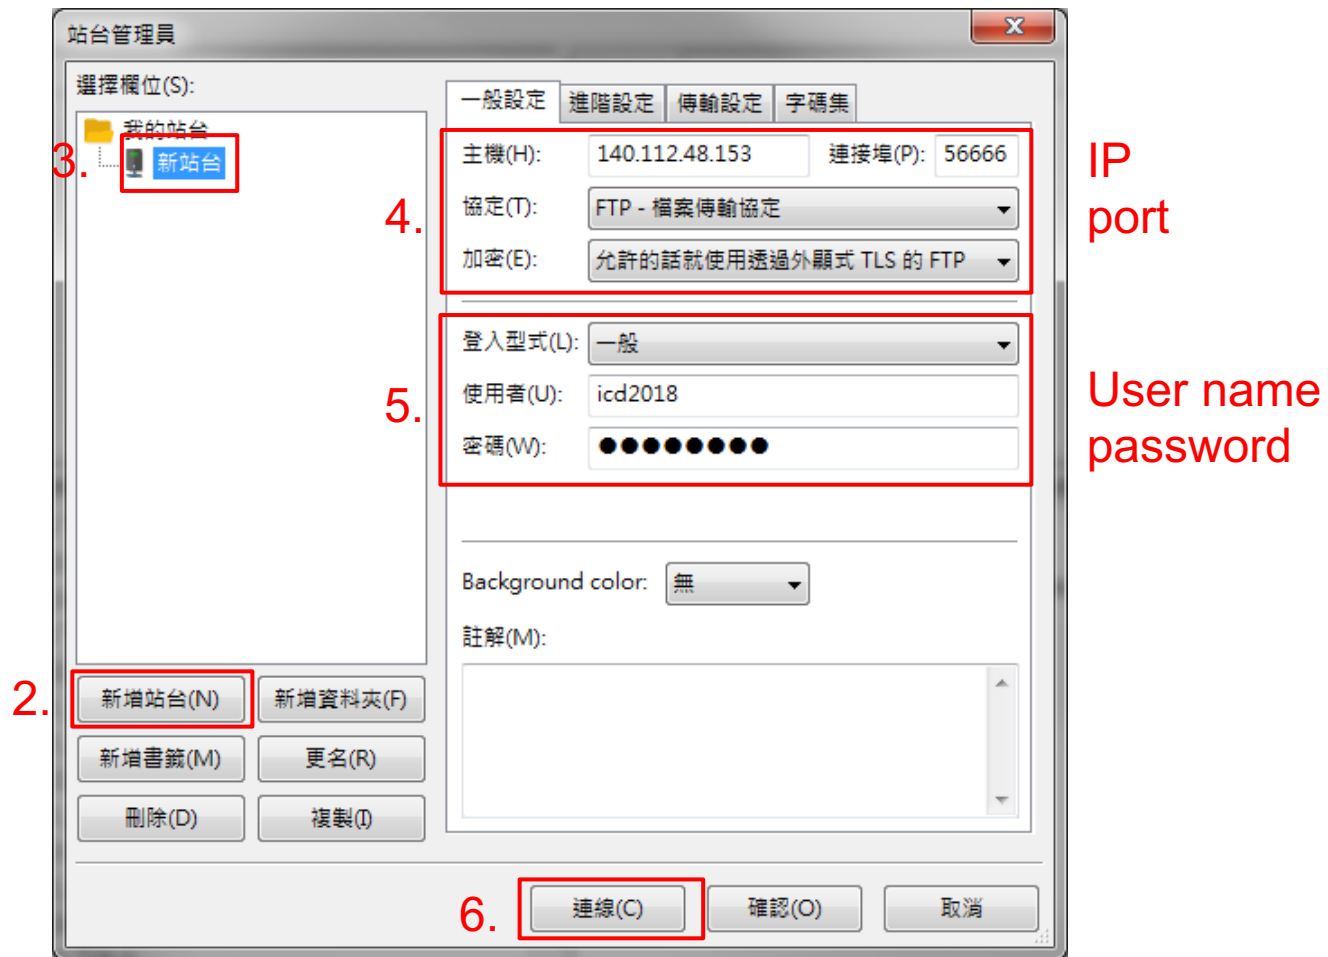 站台管理員
選擇欄位(S):
我的站台
3.
新站台
一般設定
進階設定
傳輸設定
字碼集
主機(H):
140.112.48.153
連接埠(P):
56666
協定(T):
FTP - 檔案傳輸協定
加密(E):
允許的話就使用透過外顯式 TLS 的 FTP
4.
IP
port
登入型式(L):
一般
使用者(U):
icd2018
密碼(W):
●●●●●●●●
5.
User name
password
Background color:
無
註解(M):
2.
新增站台(N)
新增資料夾(F)
新增書籤(M)
更名(R)
刪除(D)
複製(I)
6.
連線(C)
確認(O)
取消